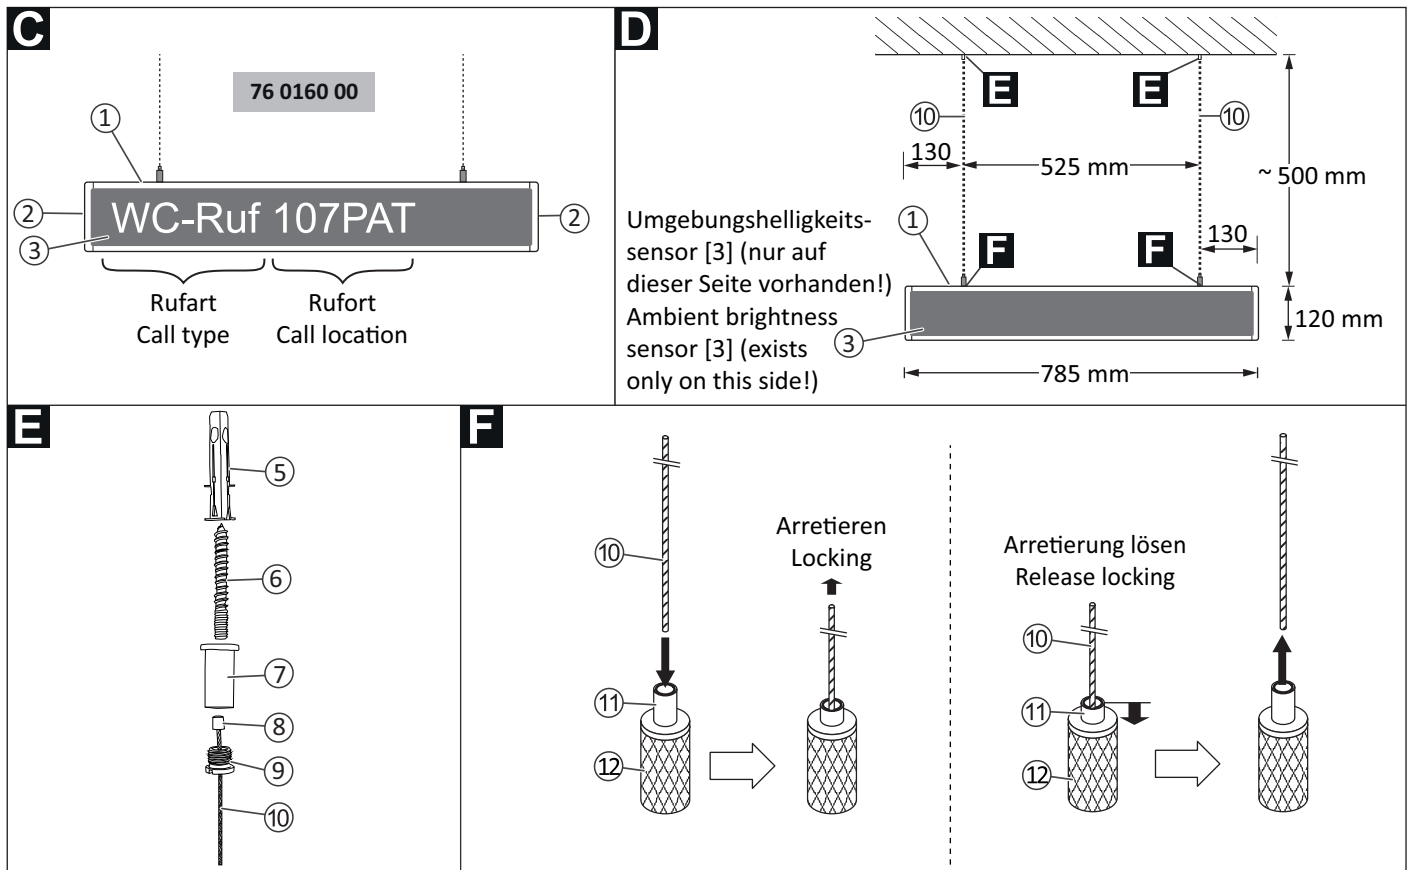 C
76 0160 00
1
2
3
WC-Ruf 107PAT
2
Rufart
Call type
Rufort
Call location
D
E
E
10
10
130
525 mm
~ 500 mm
Umgebungshelligkeits-
sensor [3] (nur auf
dieser Seite vorhanden!)
Ambient brightness
sensor [3] (exists
only on this side!)
1
F
F
130
3
120 mm
785 mm
E
5
6
7
8
9
10
F
10
11
12
Arretieren
Locking
Arretierung lösen
Release locking
10
11
12